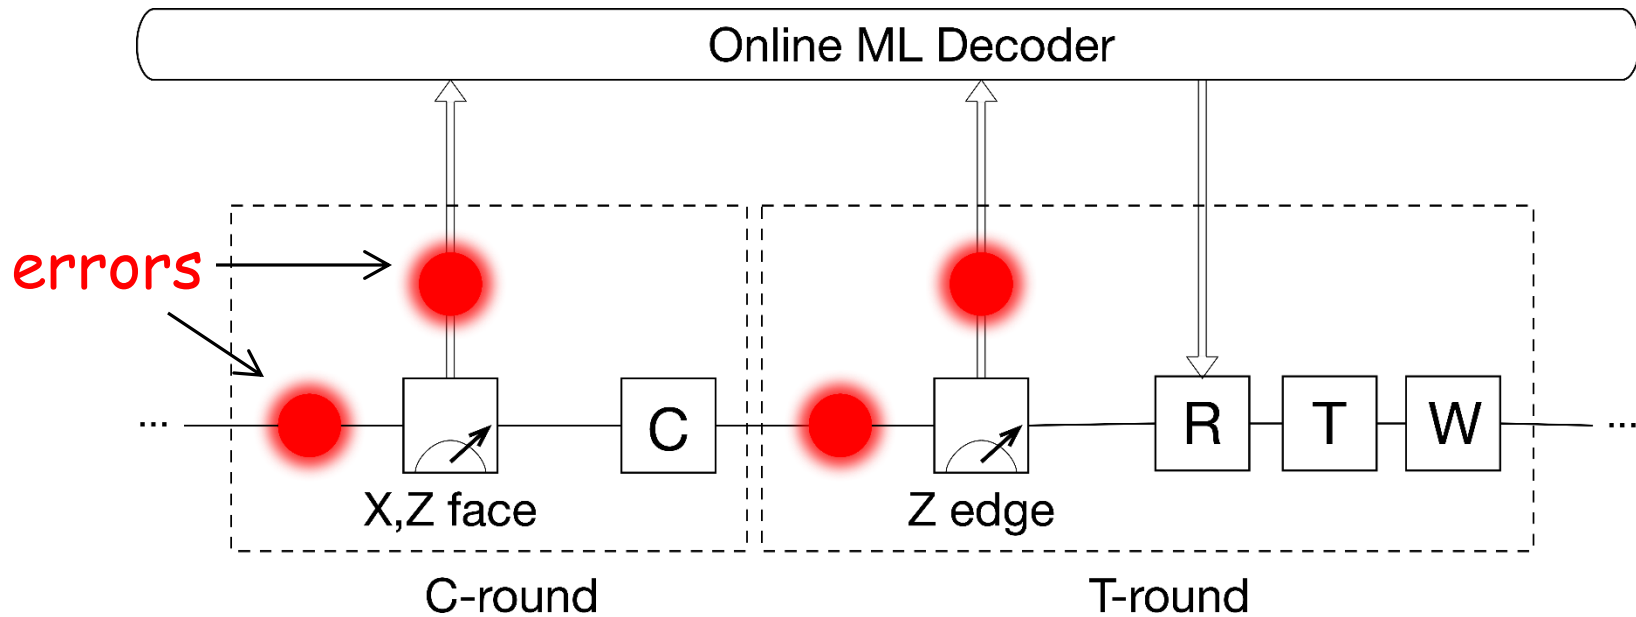 Online ML Decoder
errors
... C R T W ...
X,Z face
Z edge
C-round
T-round